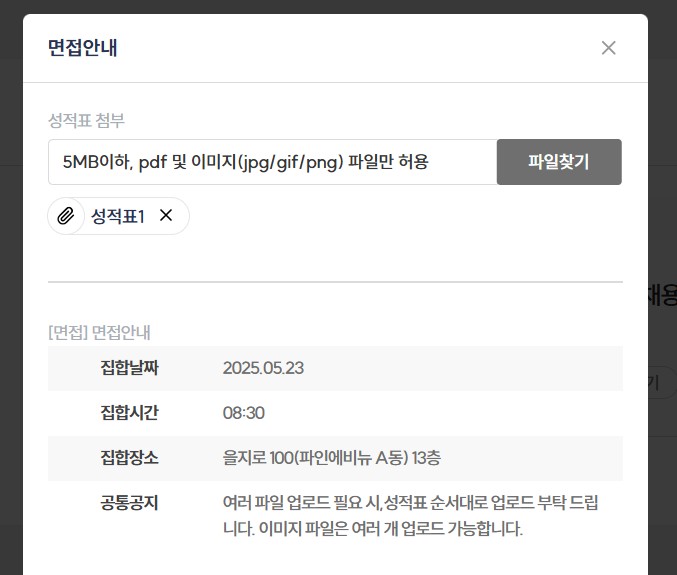 면접안내
성적표 첨부
5MB이하, pdf 및 이미지(jpg/gif/png) 파일만 허용
파일찾기
성적표1
[면접] 면접안내
집합날짜 2025.05.23
집합시간 08:30
집합장소 을지로 100(파인에비뉴 A동) 13층
공통공지 여러 파일 업로드 필요 시,성적표 순서대로 업로드 부탁 드립
니다. 이미지 파일은 여러 개 업로드 가능합니다.
채용
기